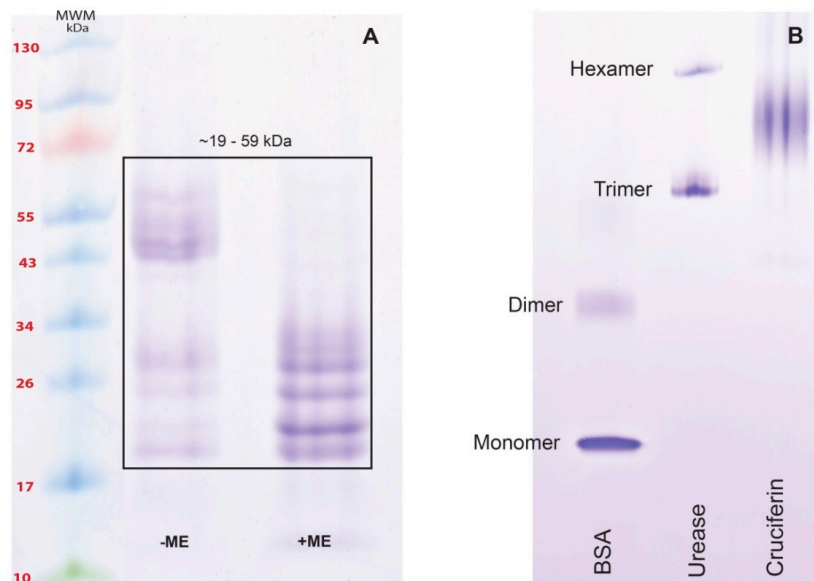 MWM
kDa
A
130
95
72
~19 - 59 kDa
55
43
34
26
17
10
-ME
+ME
B
Hexamer
Trimer
Dimer
Monomer
BSA
Urease
Cruciferin